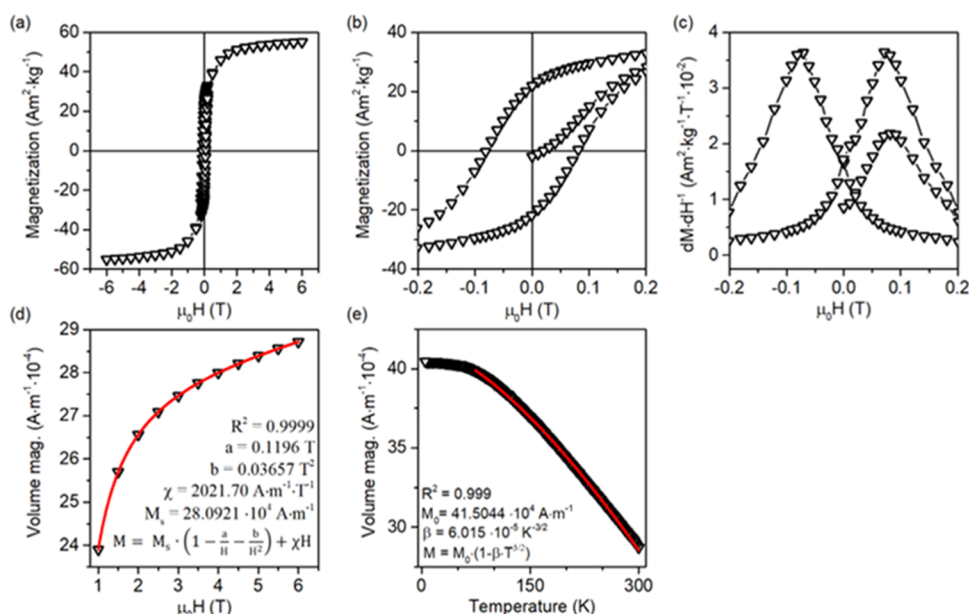 (a)
60
40
20
0
-20
-40
-60
-6 -4 -2 0 2 4 6
Magnetization (Am²·kg⁻¹)
μ₀H (T)
(b)
40
20
0
-20
-40
-0.2 -0.1 0.0 0.1 0.2
Magnetization (Am²·kg⁻¹)
μ₀H (T)
(c)
4
3
2
1
0
-0.2 -0.1 0.0 0.1 0.2
dM·dH⁻¹ (Am²·kg⁻¹·T⁻¹·10⁻²)
μ₀H (T)
(d)
29
28
27
26
25
24
1 2 3 4 5 6
Volume mag. (A·m⁻¹·10⁻⁴)
μ₀H (T)
R² = 0.9999
a = 0.1196 T
b = 0.03657 T²
χ = 2021.70 A·m⁻¹·T⁻¹
Mₛ = 28.0921 ·10⁴ A·m⁻¹
M = Mₛ · (1 − a/H − b/H²) + χH
(e)
40
35
30
0 100 200 300
Volume mag. (A·m⁻¹·10⁻⁴)
Temperature (K)
R² = 0.999
M₀= 41.5044 ·10⁴ A·m⁻¹
β = 6.015 ·10⁻⁵ K⁻³ᐟ²
M = M₀·(1-β·T³ᐟ²)